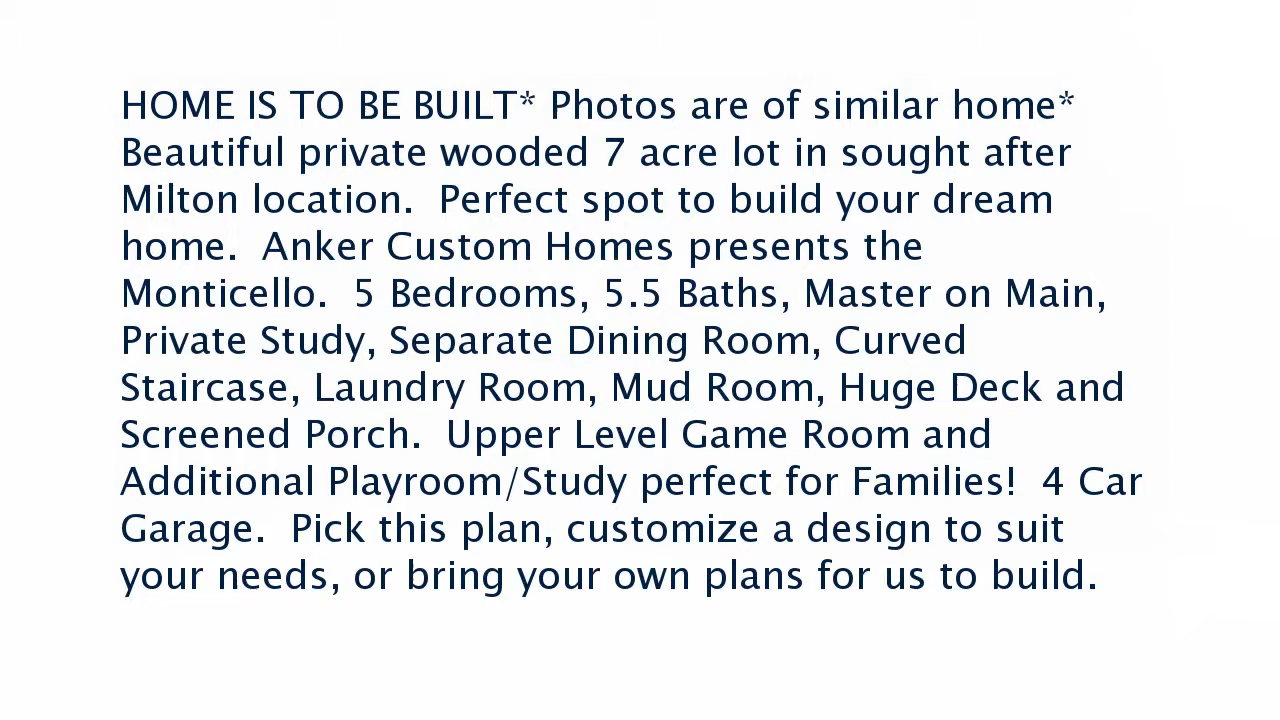 HOME IS TO BE BUILT* Photos are of similar home*
Beautiful private wooded 7 acre lot in sought after
Milton location.  Perfect spot to build your dream
home.  Anker Custom Homes presents the
Monticello.  5 Bedrooms, 5.5 Baths, Master on Main,
Private Study, Separate Dining Room, Curved
Staircase, Laundry Room, Mud Room, Huge Deck and
Screened Porch.  Upper Level Game Room and
Additional Playroom/Study perfect for Families!  4 Car
Garage.  Pick this plan, customize a design to suit
your needs, or bring your own plans for us to build.